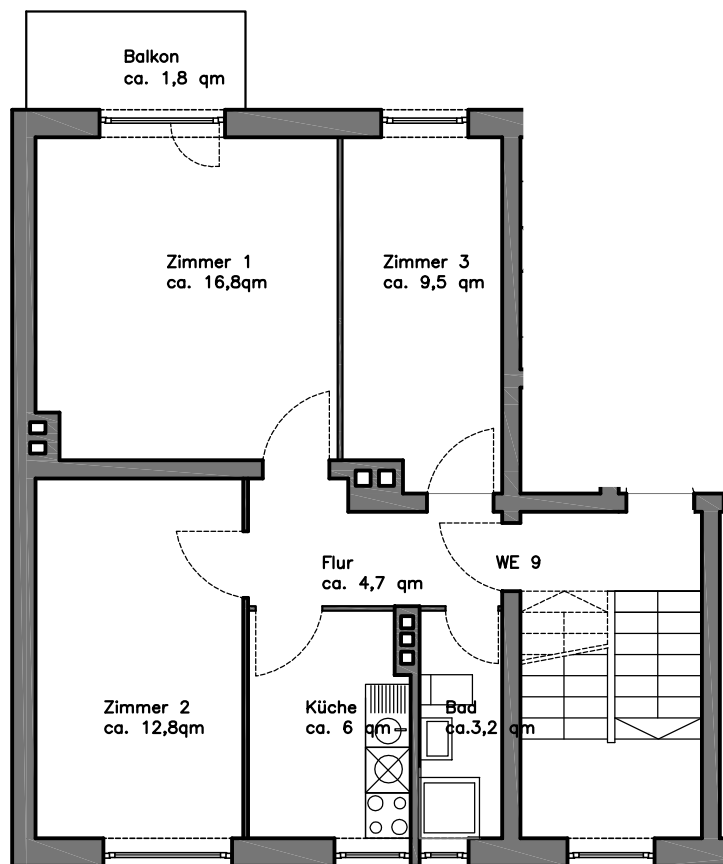 Balkon
ca. 1,8 qm
Zimmer 1
ca. 16,8qm
Zimmer 3
ca. 9,5 qm
Flur
ca. 4,7 qm
WE 9
Zimmer 2
ca. 12,8qm
Küche
ca. 6 qm
Bad
ca.3,2 qm